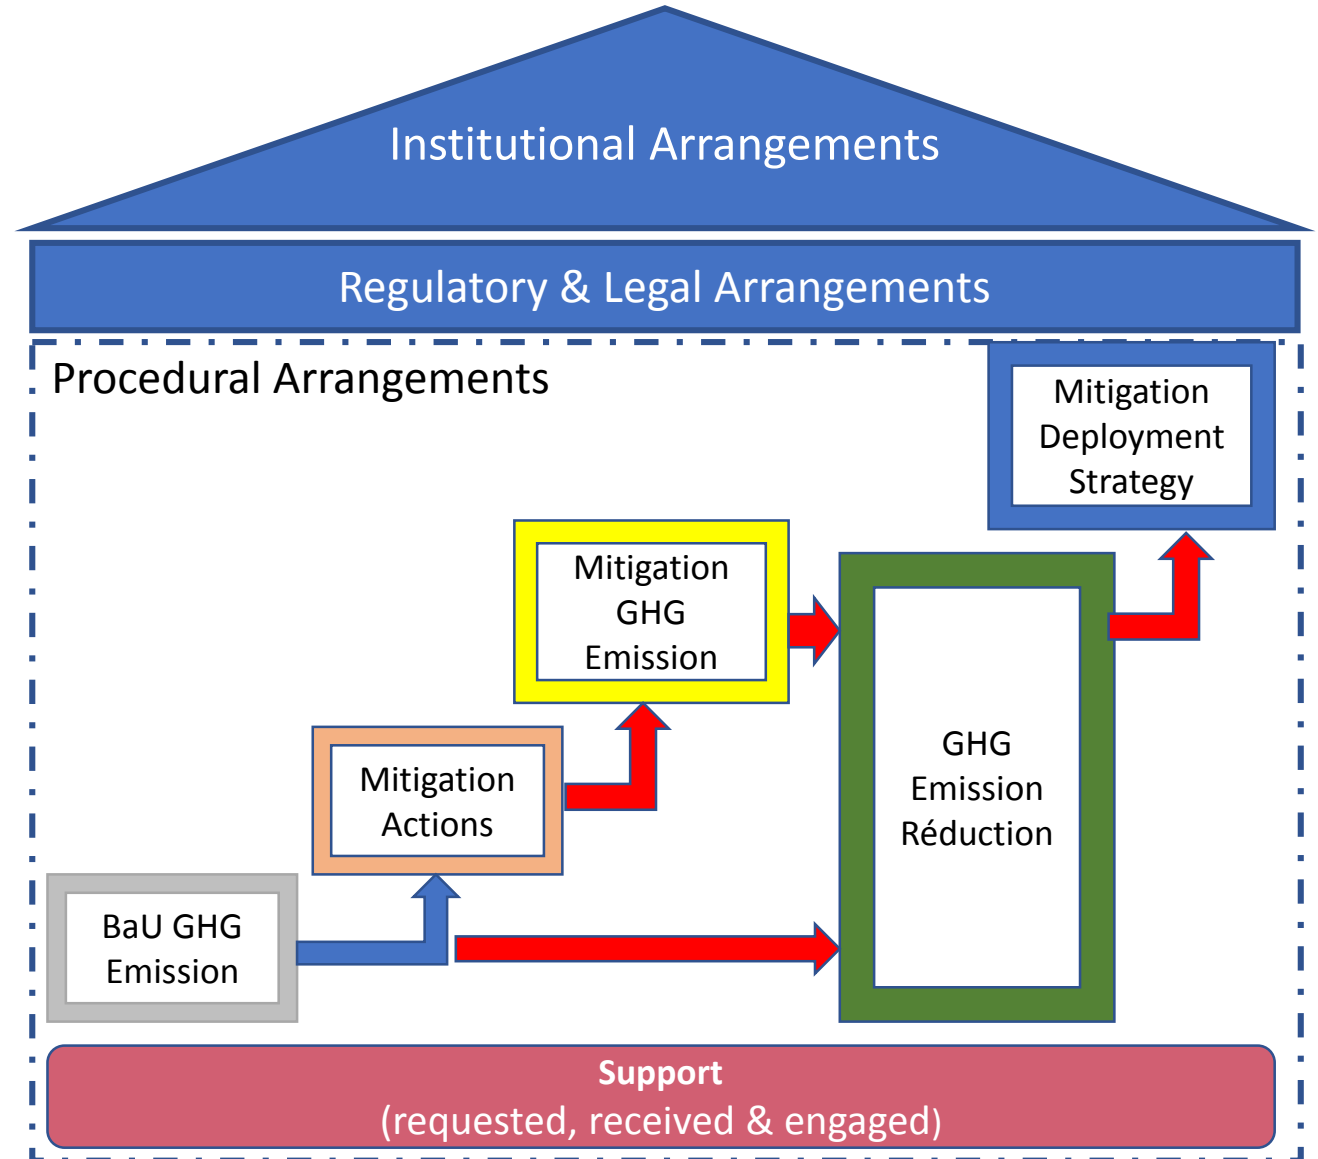 Institutional Arrangements
Regulatory & Legal Arrangements
Procedural Arrangements
Mitigation
Deployment
Strategy
Mitigation
GHG
Emission
Mitigation
Actions
GHG
Emission
Réduction
BaU GHG
Emission
Support
(requested, received & engaged)